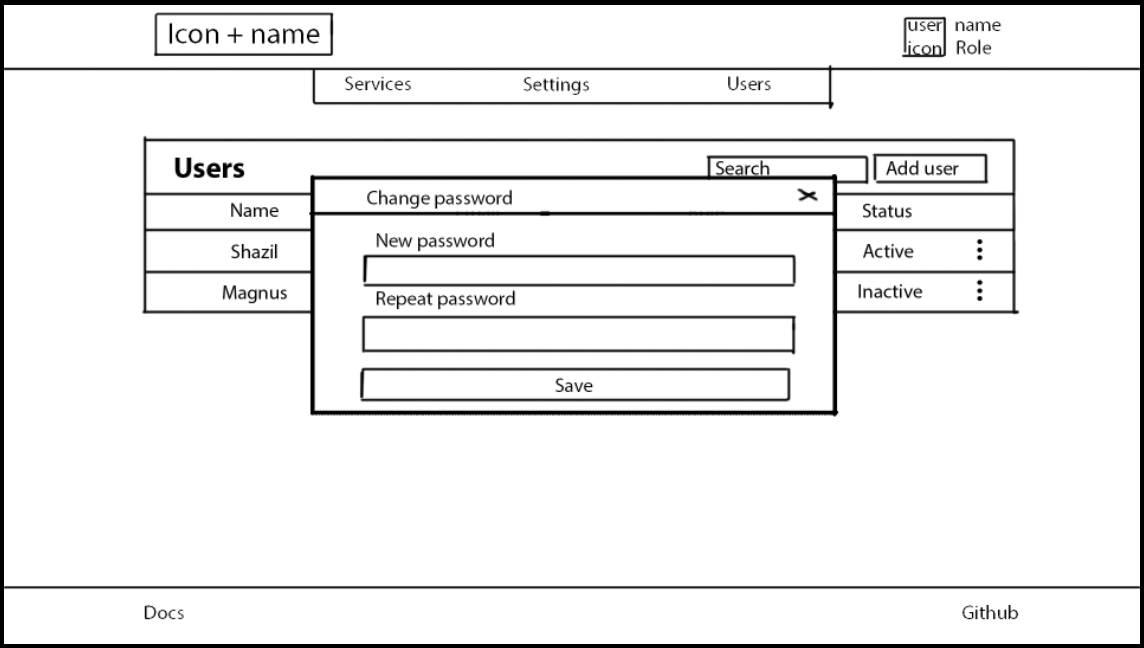 Icon + name
user icon
name
Role
Services
Settings
Users
Users
Search
Add user
Change password
Name
Status
New password
Shazil
Active
Repeat password
Magnus
Inactive
Save
Docs
Github